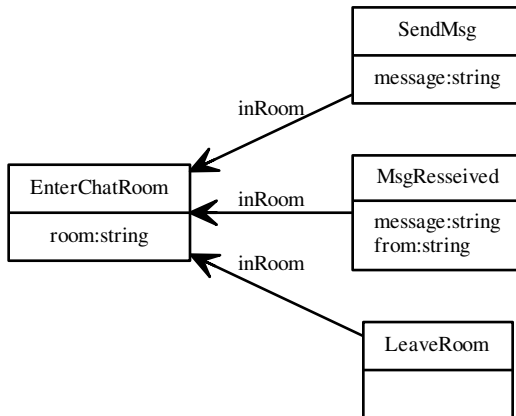 SendMsg
message:string
inRoom
EnterChatRoom
room:string
inRoom
MsgResseived
message:string
from:string
inRoom
LeaveRoom